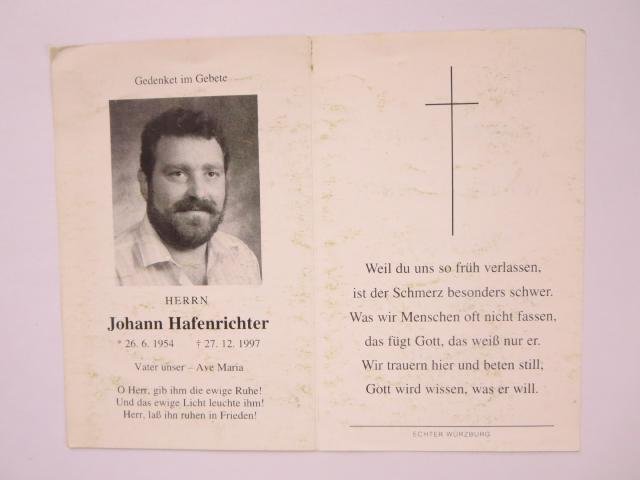 Gedenket im Gebete
HERRN
Johann Hafenrichter
* 26. 6. 1954 † 27. 12. 1997
Vater unser – Ave Maria
O Herr, gib ihm die ewige Ruhe!
Und das ewige Licht leuchte ihm!
Herr, laß ihn ruhen in Frieden!
Weil du uns so früh verlassen,
ist der Schmerz besonders schwer.
Was wir Menschen oft nicht fassen,
das fügt Gott, das weiß nur er.
Wir trauern hier und beten still,
Gott wird wissen, was er will.
ECHTER WÜRZBURG